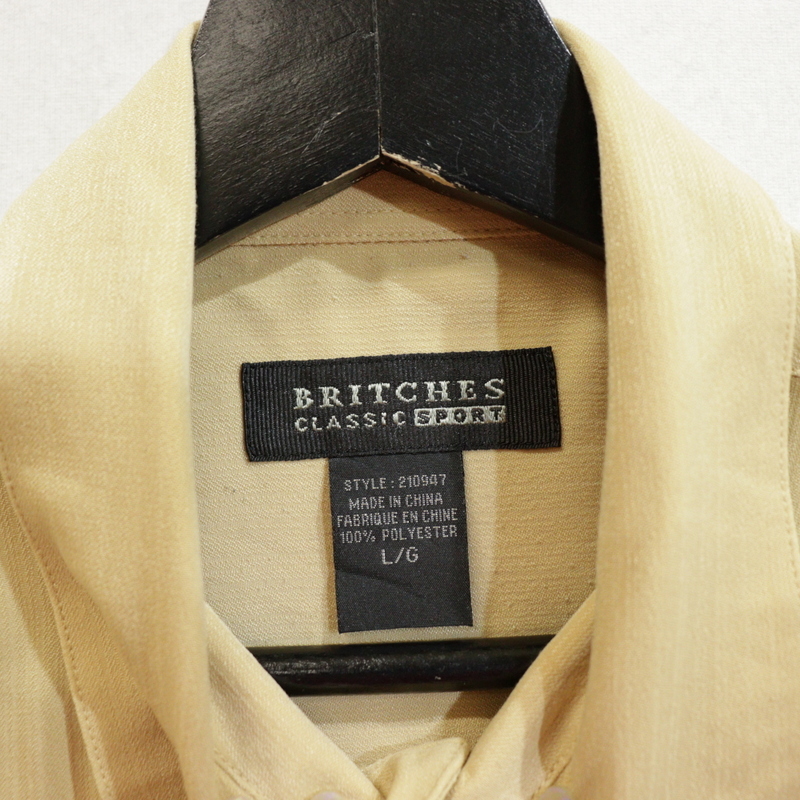 BRITCHES
CLASSIC SPORT
STYLE : 210947
MADE IN CHINA
FABRIQUE EN CHINE
100% POLYESTER
L/G